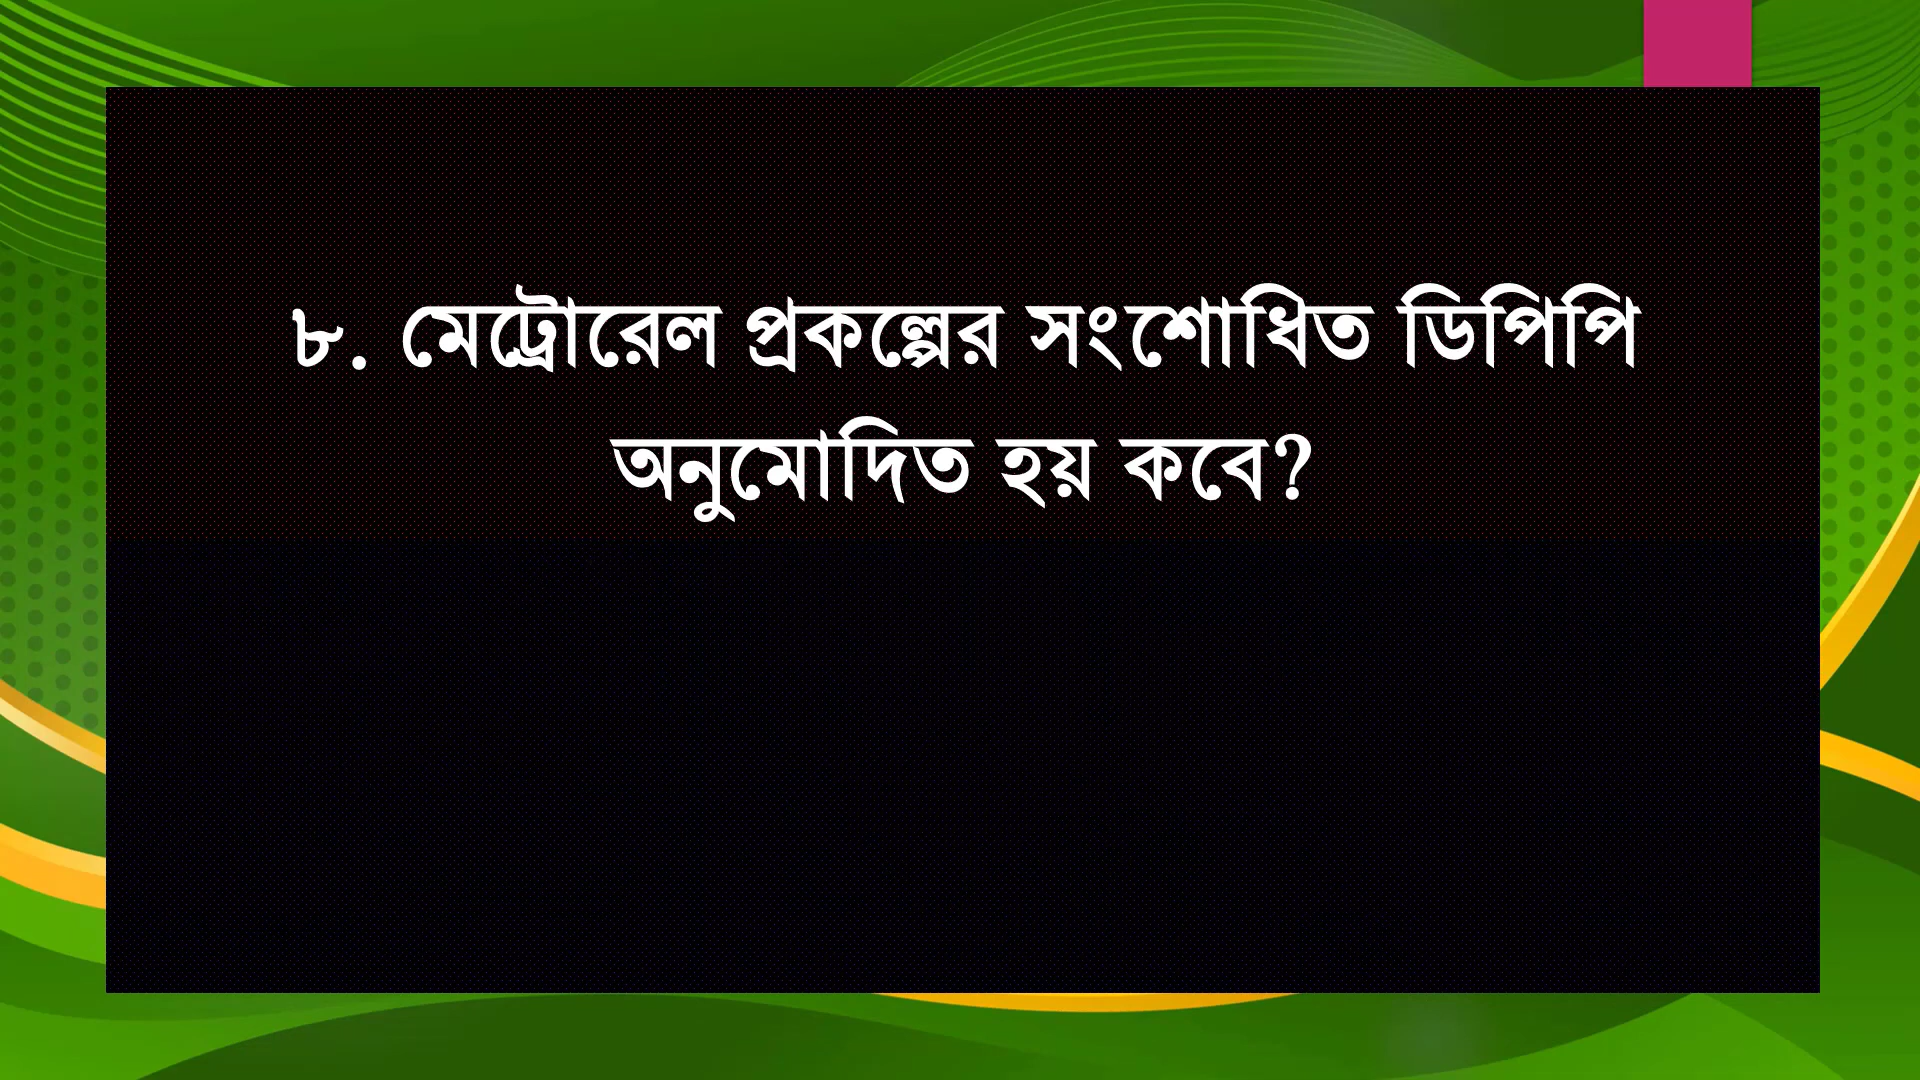 ৮. মেট্রোরেল প্রকল্পের সংশোধিত ডিপিপি
অনুমোদিত হয় কবে?